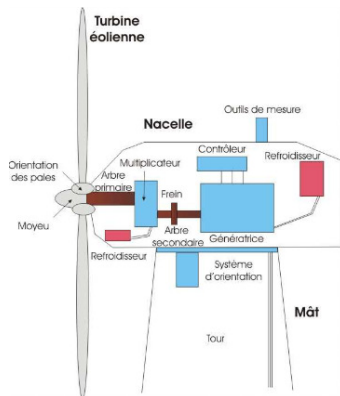 Turbine
éolienne
Outils de mesure
Nacelle
Contrôleur
Refroidisseur
Orientation
des pales
Arbre
primaire
Multiplicateur
Frein
Moyeu
Arbre
secondaire
Génératrice
Refroidisseur
Système
d'orientation
Mât
Tour